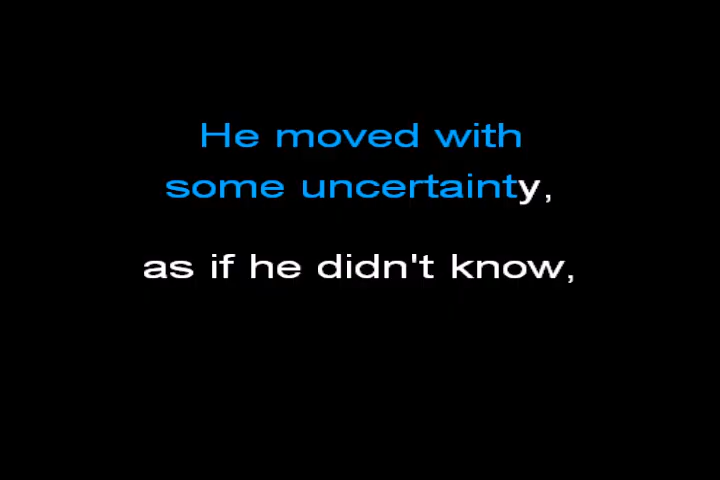 He moved with
some uncertainty,
as if he didn't know,